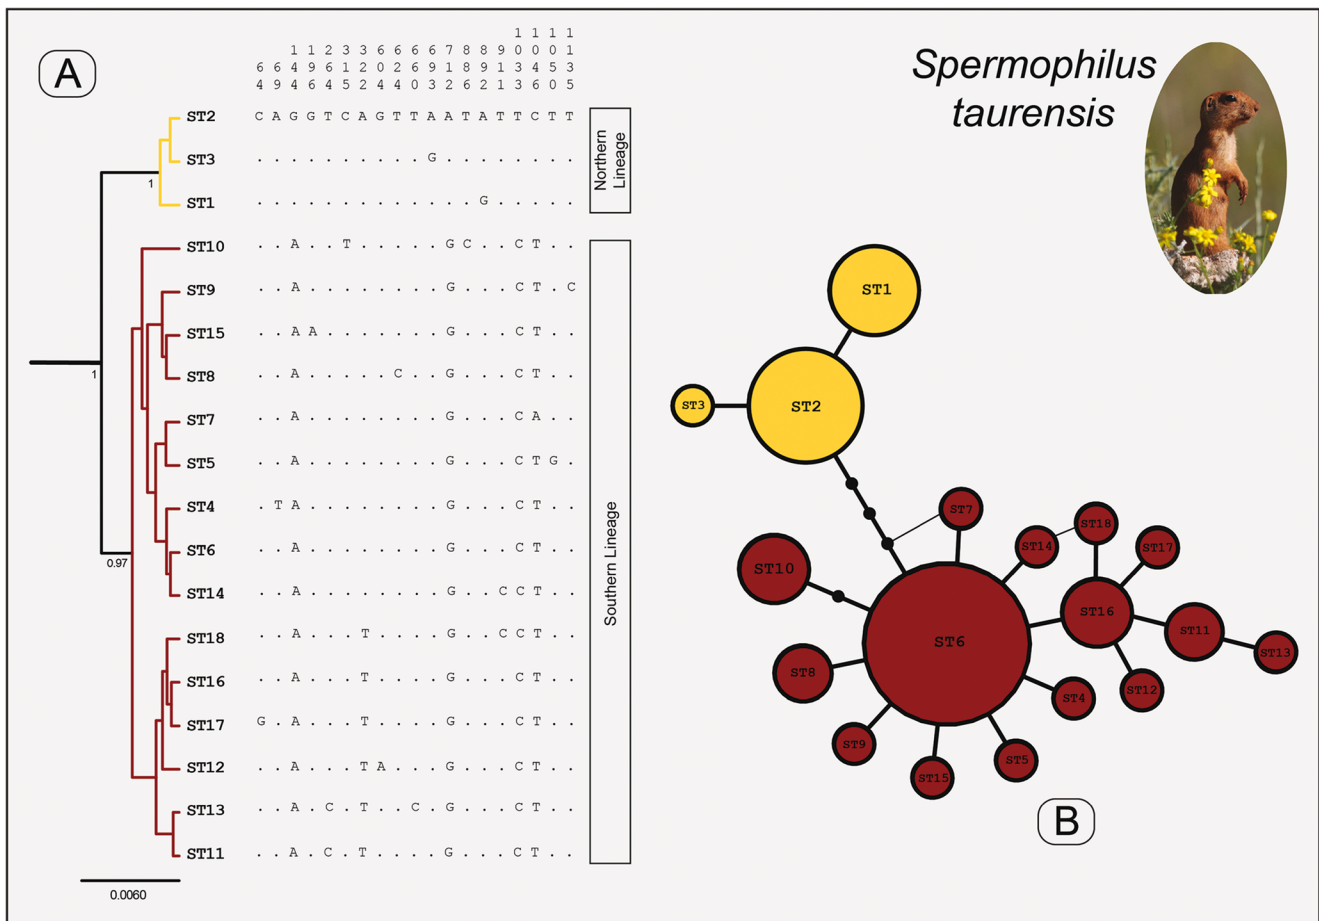 A
1 1 1 1
1 1 2 3 3 6 6 6 6 7 8 8 9 0 0 0 1
6 6 4 9 6 1 2 0 2 6 9 1 8 9 1 3 4 5 3
4 9 4 6 4 5 2 4 4 0 3 2 6 2 1 3 6 0 5
ST2 C A G G T C A G T T A A T A T T C T T
ST3 . . . . . . . . . . G . . . . . . . .
ST1 . . . . . . . . . . . . . G . . . . .
ST10 . . A . . T . . . . . G C . . C T . .
ST9 . . A . . . . . . . . G . . . C T . C
ST15 . . A A . . . . . . . G . . . C T . .
ST8 . . A . . . . . C . . G . . . C T . .
ST7 . . A . . . . . . . . G . . . C A . .
ST5 . . A . . . . . . . . G . . . C T G .
ST4 . T A . . . . . . . . G . . . C T . .
ST6 . . A . . . . . . . . G . . . C T . .
ST14 . . A . . . . . . . . G . . C C T . .
ST18 . . A . . . T . . . . G . . C C T . .
ST16 . . A . . . T . . . . G . . . C T . .
ST17 G . A . . . T . . . . G . . . C T . .
ST12 . . A . . . T A . . . G . . . C T . .
ST13 . . A . C . T . . C . G . . . C T . .
ST11 . . A . C . T . . . . G . . . C T . .
1
1
0.97
0.0060
Northern
Lineage
Southern Lineage
Spermophilus
taurensis
ST1
ST3
ST2
ST7
ST18
ST14
ST17
ST10
ST16
ST11
ST6
ST13
ST8
ST12
ST4
ST9
ST5
ST15
B